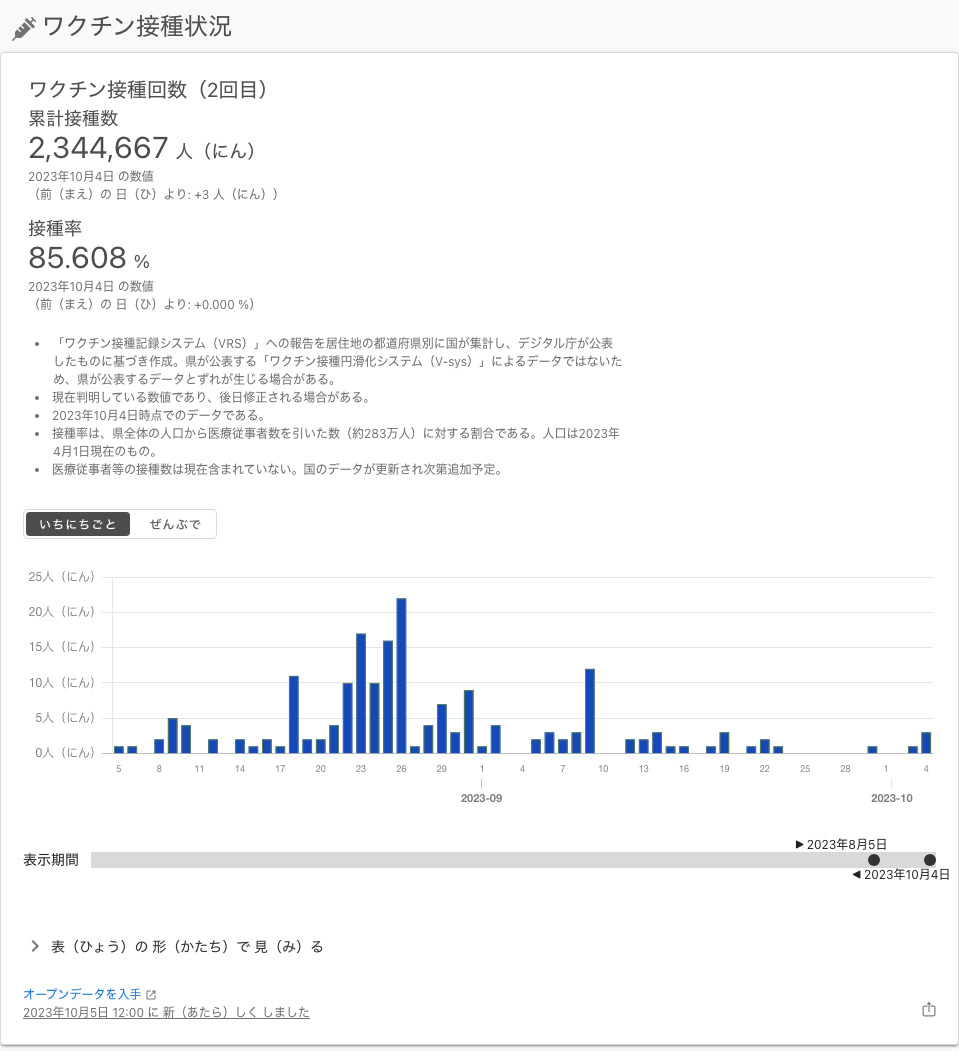 ワクチン接種状況
ワクチン接種回数（2回目）
累計接種数
2,344,667 人（にん）
2023年10月4日 の数値
（前（まえ）の 日（ひ）より: +3 人（にん））
接種率
85.608 %
2023年10月4日 の数値
（前（まえ）の 日（ひ）より: +0.000 %）
• 「ワクチン接種記録システム（VRS）」への報告を居住地の都道府県別に国が集計し、デジタル庁が公表
したものに基づき作成。県が公表する「ワクチン接種円滑化システム（V-sys）」によるデータではないた
め、県が公表するデータとずれが生じる場合がある。
• 現在判明している数値であり、後日修正される場合がある。
• 2023年10月4日時点でのデータである。
• 接種率は、県全体の人口から医療従事者数を引いた数（約283万人）に対する割合である。人口は2023年
4月1日現在のもの。
• 医療従事者等の接種数は現在含まれていない。国のデータが更新され次第追加予定。
いちにちごと ぜんぶで
25人（にん）
20人（にん）
15人（にん）
10人（にん）
5人（にん）
0人（にん）
5 8 11 14 17 20 23 26 29 1 4 7 10 13 16 19 22 25 28 1 4
2023-09 2023-10
▶ 2023年8月5日
表示期間
◀ 2023年10月4日
表（ひょう）の 形（かたち）で 見（み）る
オープンデータを入手
2023年10月5日 12:00 に 新（あたら）しく しました